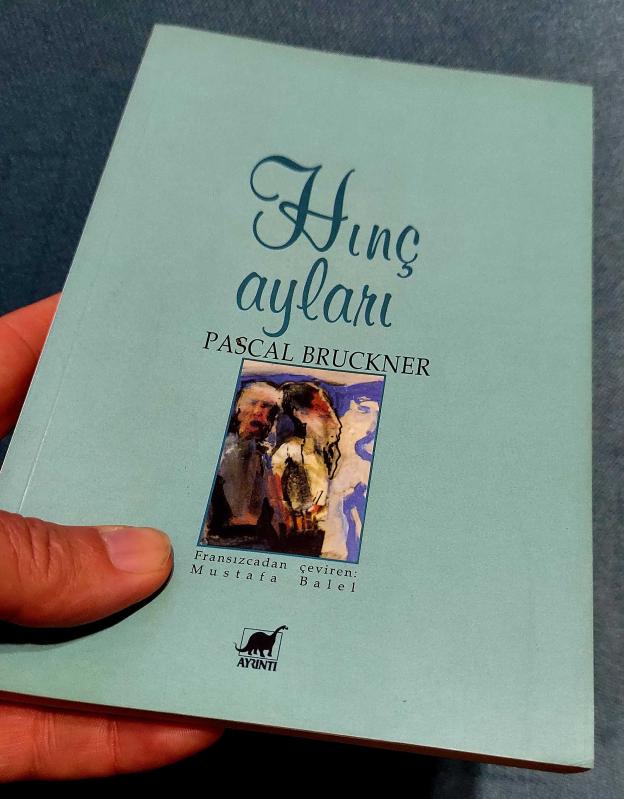 Hınç
ayları
PASCAL BRUCKNER
Fransızcadan çeviren:
Mustafa Balel
AYRINTI